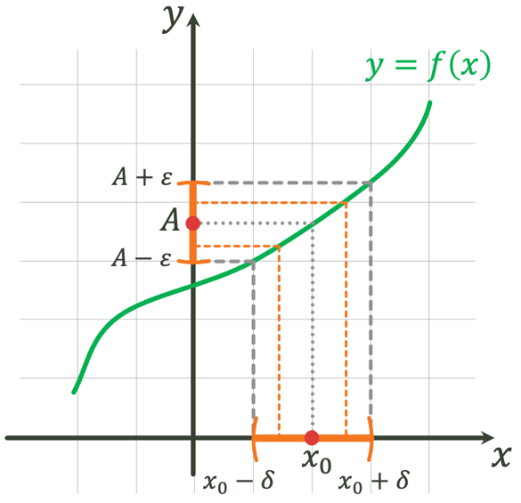 y
y = f(x)
A + ε
A
A − ε
x₀
x
x₀ − δ
x₀ + δ